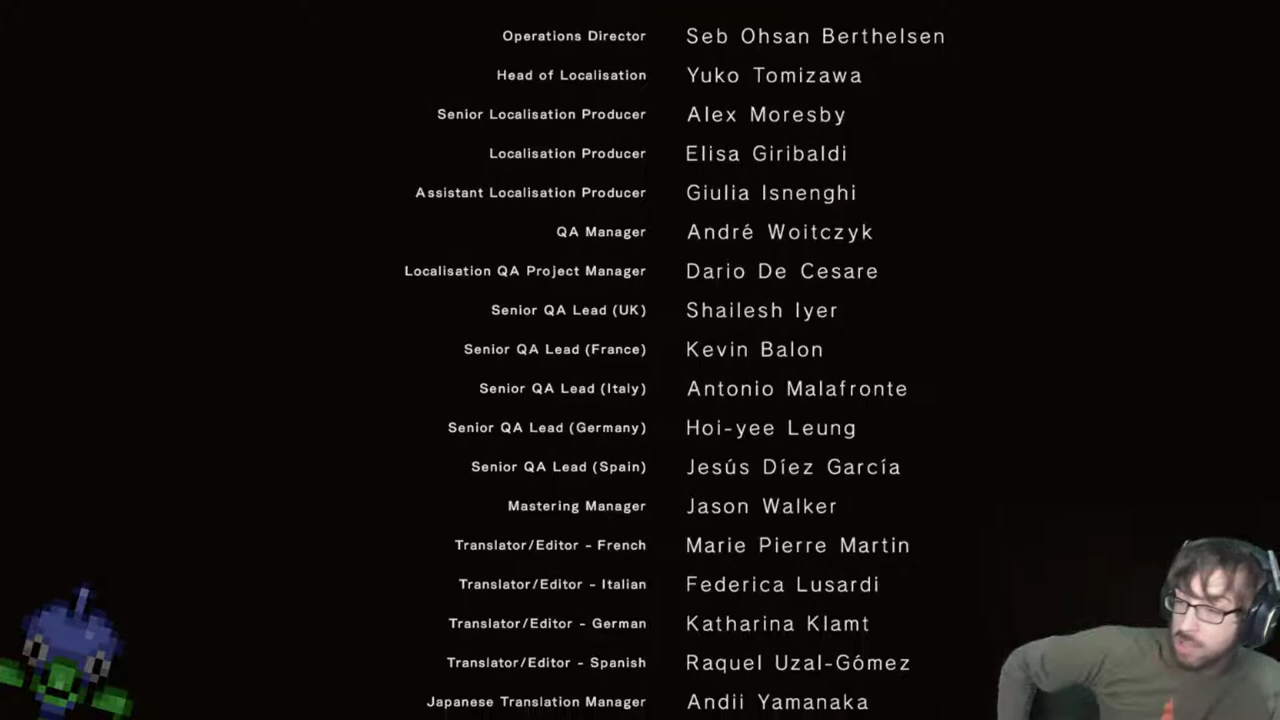 Operations Director Seb Ohsan Berthelsen
Head of Localisation Yuko Tomizawa
Senior Localisation Producer Alex Moresby
Localisation Producer Elisa Giribaldi
Assistant Localisation Producer Giulia Isnenghi
QA Manager André Woitczyk
Localisation QA Project Manager Dario De Cesare
Senior QA Lead (UK) Shailesh Iyer
Senior QA Lead (France) Kevin Balon
Senior QA Lead (Italy) Antonio Malafronte
Senior QA Lead (Germany) Hoi-yee Leung
Senior QA Lead (Spain) Jesús Díez García
Mastering Manager Jason Walker
Translator/Editor - French Marie Pierre Martin
Translator/Editor - Italian Federica Lusardi
Translator/Editor - German Katharina Klamt
Translator/Editor - Spanish Raquel Uzal-Gómez
Japanese Translation Manager Andii Yamanaka